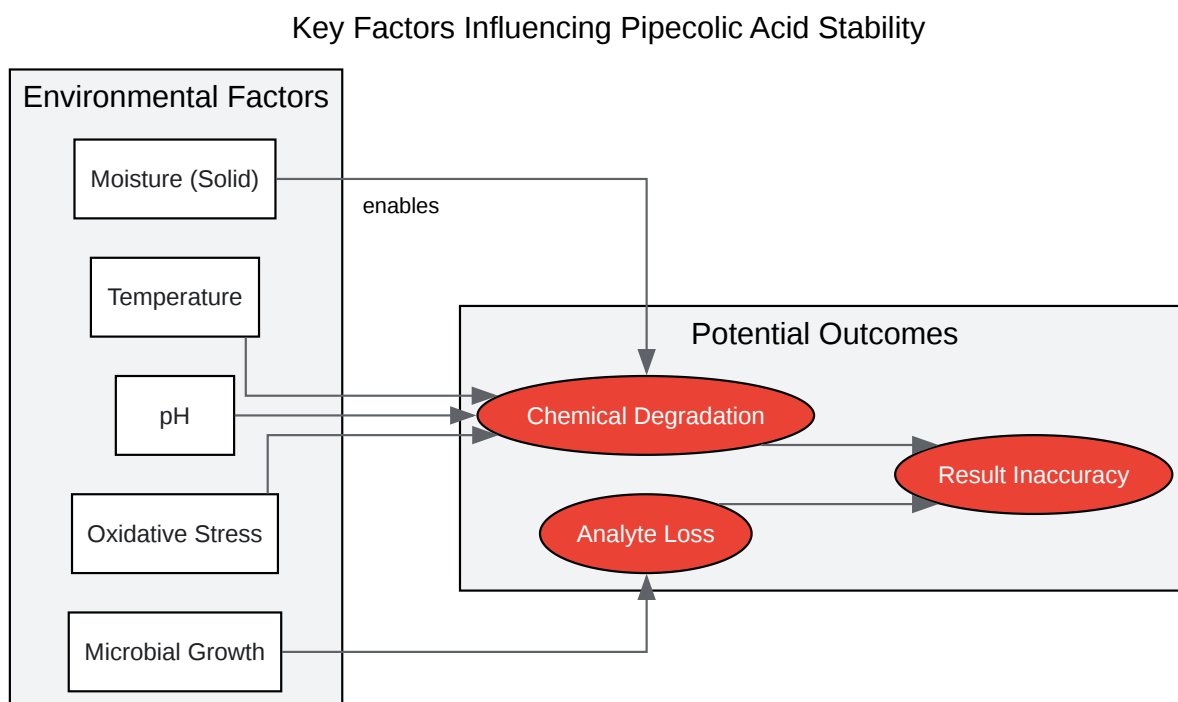 Key Factors Influencing Pipecolic Acid Stability
Environmental Factors
Moisture (Solid)
enables
Temperature
Potential Outcomes
pH
Chemical Degradation
Result Inaccuracy
Oxidative Stress
Analyte Loss
Microbial Growth